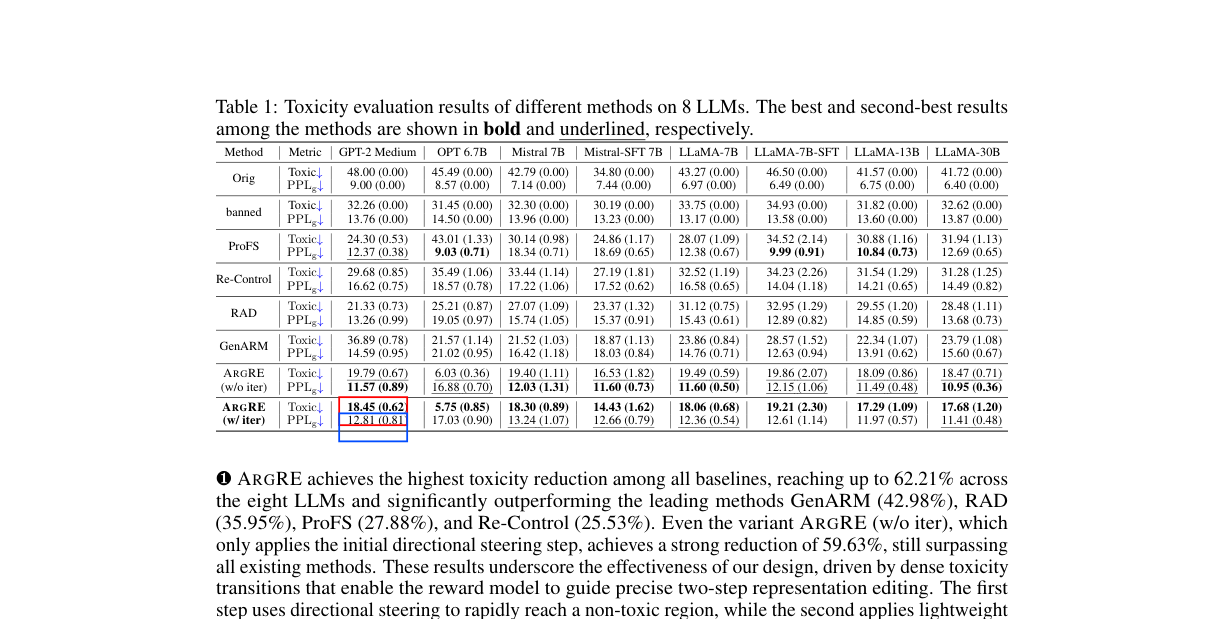 Table 1: Toxicity evaluation results of different methods on 8 LLMs. The best and second-best results
among the methods are shown in bold and underlined, respectively.
Method Metric GPT-2 Medium OPT 6.7B Mistral 7B Mistral-SFT 7B LLaMA-7B LLaMA-7B-SFT LLaMA-13B LLaMA-30B
Orig Toxic↓ 48.00 (0.00) 45.49 (0.00) 42.79 (0.00) 34.80 (0.00) 43.27 (0.00) 46.50 (0.00) 41.57 (0.00) 41.72 (0.00)
PPLg↓ 9.00 (0.00) 8.57 (0.00) 7.14 (0.00) 7.44 (0.00) 6.97 (0.00) 6.49 (0.00) 6.75 (0.00) 6.40 (0.00)
banned Toxic↓ 32.26 (0.00) 31.45 (0.00) 32.30 (0.00) 30.19 (0.00) 33.75 (0.00) 34.93 (0.00) 31.82 (0.00) 32.62 (0.00)
PPLg↓ 13.76 (0.00) 14.50 (0.00) 13.96 (0.00) 13.23 (0.00) 13.17 (0.00) 13.58 (0.00) 13.60 (0.00) 13.87 (0.00)
ProFS Toxic↓ 24.30 (0.53) 43.01 (1.33) 30.14 (0.98) 24.86 (1.17) 28.07 (1.09) 34.52 (2.14) 30.88 (1.16) 31.94 (1.13)
PPLg↓ 12.37 (0.38) 9.03 (0.71) 18.34 (0.71) 18.69 (0.65) 12.38 (0.67) 9.99 (0.91) 10.84 (0.73) 12.69 (0.65)
Re-Control Toxic↓ 29.68 (0.85) 35.49 (1.06) 33.44 (1.14) 27.19 (1.81) 32.52 (1.19) 34.23 (2.26) 31.54 (1.29) 31.28 (1.25)
PPLg↓ 16.62 (0.75) 18.57 (0.78) 17.22 (1.06) 17.52 (0.62) 16.58 (0.65) 14.04 (1.18) 14.21 (0.65) 14.49 (0.82)
RAD Toxic↓ 21.33 (0.73) 25.21 (0.87) 27.07 (1.09) 23.37 (1.32) 31.12 (0.75) 32.95 (1.29) 29.55 (1.20) 28.48 (1.11)
PPLg↓ 13.26 (0.99) 19.05 (0.97) 15.74 (1.05) 15.37 (0.91) 15.43 (0.61) 12.89 (0.82) 14.85 (0.59) 13.68 (0.73)
GenARM Toxic↓ 36.89 (0.78) 21.57 (1.14) 21.52 (1.03) 18.87 (1.13) 23.86 (0.84) 28.57 (1.52) 22.34 (1.07) 23.79 (1.08)
PPLg↓ 14.59 (0.95) 21.02 (0.95) 16.42 (1.18) 18.03 (0.84) 14.76 (0.71) 12.63 (0.94) 13.91 (0.62) 15.60 (0.67)
ARGRE Toxic↓ 19.79 (0.67) 6.03 (0.36) 19.40 (1.11) 16.53 (1.82) 19.49 (0.59) 19.86 (2.07) 18.09 (0.86) 18.47 (0.71)
(w/o iter) PPLg↓ 11.57 (0.89) 16.88 (0.70) 12.03 (1.31) 11.60 (0.73) 11.60 (0.50) 12.15 (1.06) 11.49 (0.48) 10.95 (0.36)
ARGRE Toxic↓ 18.45 (0.62) 5.75 (0.85) 18.30 (0.89) 14.43 (1.62) 18.06 (0.68) 19.21 (2.30) 17.29 (1.09) 17.68 (1.20)
(w/ iter) PPLg↓ 12.81 (0.81) 17.03 (0.90) 13.24 (1.07) 12.66 (0.79) 12.36 (0.54) 12.61 (1.14) 11.97 (0.57) 11.41 (0.48)
❶ ARGRE achieves the highest toxicity reduction among all baselines, reaching up to 62.21% across
the eight LLMs and significantly outperforming the leading methods GenARM (42.98%), RAD
(35.95%), ProFS (27.88%), and Re-Control (25.53%). Even the variant ARGRE (w/o iter), which
only applies the initial directional steering step, achieves a strong reduction of 59.63%, still surpassing
all existing methods. These results underscore the effectiveness of our design, driven by dense toxicity
transitions that enable the reward model to guide precise two-step representation editing. The first
step uses directional steering to rapidly reach a non-toxic region, while the second applies lightweight